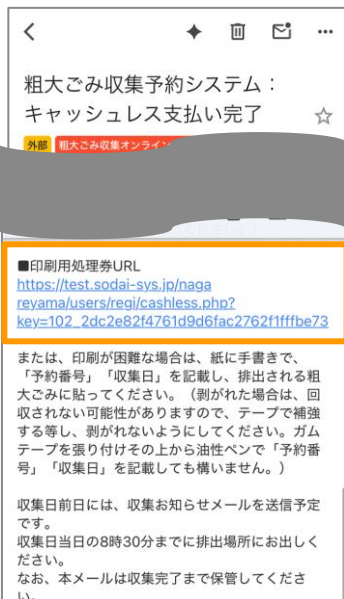 粗大ごみ収集予約システム：
キャッシュレス支払い完了
外部 粗大ごみ収集オンライン
■印刷用処理券URL
https://test.sodai-sys.jp/naga
reyama/users/regi/cashless.php?
key=102_2dc2e82f4761d9d6fac2762f1fffbe73
または、印刷が困難な場合は、紙に手書きで、
「予約番号」「収集日」を記載し、排出される粗
大ごみに貼ってください。（剥がれた場合は、回
収されない可能性がありますので、テープで補強
する等し、剥がれないようにしてください。ガム
テープを張り付けその上から油性ペンで「予約番
号」「収集日」を記載しても構いません。）
収集日前日には、収集お知らせメールを送信予定
です。
収集日当日の8時30分までに排出場所にお出しく
ださい。
なお、本メールは収集完了まで保管してくださ
い。